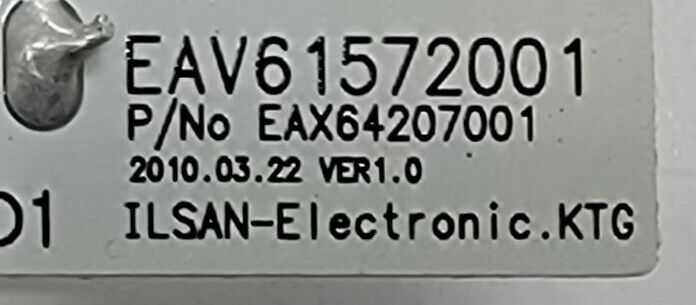 EAV61572001
P/No EAX64207001
2010.03.22 VER1.0
ILSAN-Electronic.KTG